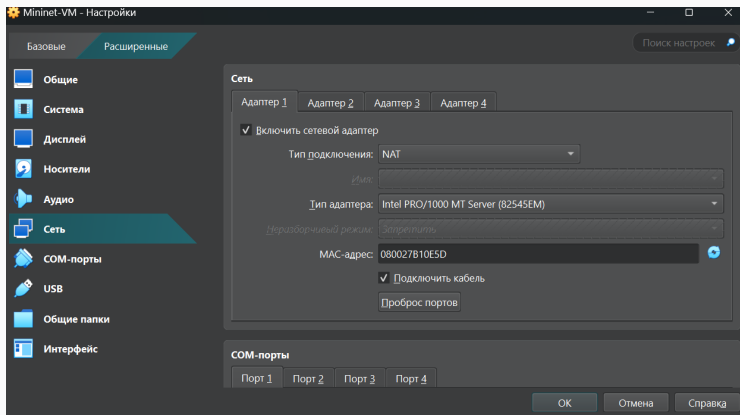 Mininet-VM - Настройки
Базовые
Расширенные
Поиск настроек
Общие
Система
Дисплей
Носители
Аудио
Сеть
COM-порты
USB
Общие папки
Интерфейс
Сеть
Адаптер 1 Адаптер 2 Адаптер 3 Адаптер 4
Включить сетевой адаптер
Тип подключения: NAT
Имя:
Тип адаптера: Intel PRO/1000 MT Server (82545EM)
Неразборчивый режим: Запретить
MAC-адрес: 080027B10E5D
Подключить кабель
Проброс портов
COM-порты
Порт 1 Порт 2 Порт 3 Порт 4
ОК Отмена Справка